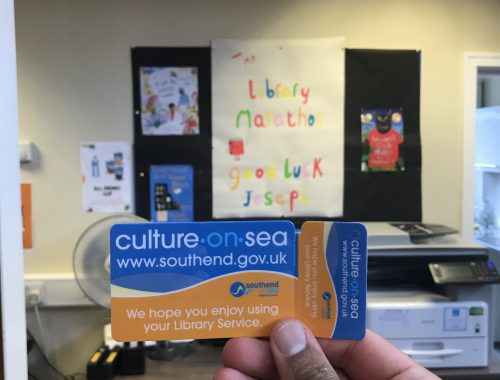 The
Library
Marathon
good luck
Joseph
culture·on·sea
www.southend.gov.uk
southend
We hope you enjoy using
your Library Service.
culture·on·sea
www.southend.gov.uk
southend
We hope you enjoy using
your Library Service.